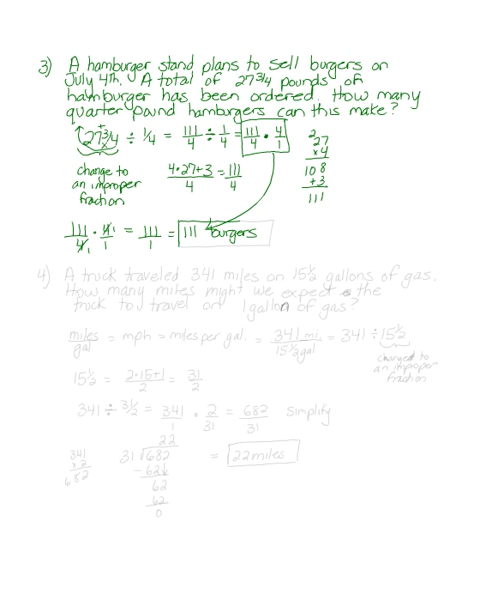 3) A hamburger stand plans to sell burgers on
July 4th. A total of 27 3/4 pounds of
hamburger has been ordered. How many
quarter pound hamburgers can this make?
27 3/4 ÷ 1/4 = 111/4 ÷ 1/4 = 111/4 · 4/1
change to
an improper
fraction
4·27+3/4 = 111/4
2
27
x4
108
+3
111
111/4 · 4/1 = 111/1 = 111 burgers
4) A truck traveled 341 miles on 15 1/2 gallons of gas.
How many miles might we expect the
truck to travel on 1 gallon of gas?
miles/gal = mph = miles per gal. = 341 mi./15 1/2 gal = 341 ÷ 15 1/2
changed to
an improper
fraction
15 1/2 = 2·15+1/2 = 31/2
341 ÷ 31/2 = 341/1 · 2/31 = 682/31 simplify
341
x 2
682
22
31 √682
-62
62
62
0
= 22 miles